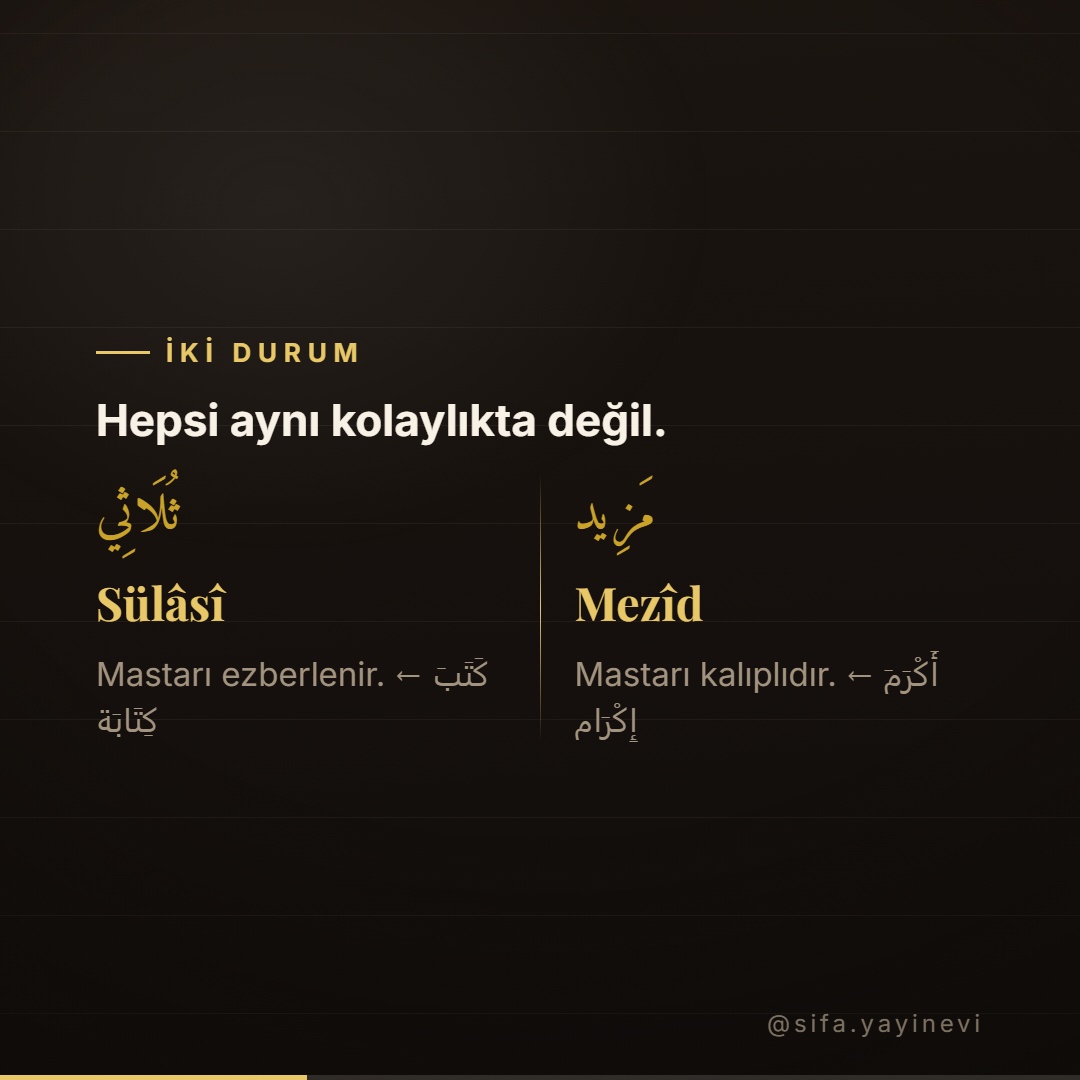 İKİ DURUM
Hepsi aynı kolaylıkta değil.
ثُلَاثِي
Sülâsî
Mastarı ezberlenir. كَتَبَ ←
كِتَابَة
مَزِيد
Mezîd
Mastarı kalıplıdır. أَكْرَمَ ←
إِكْرَام
@sifa.yayinevi